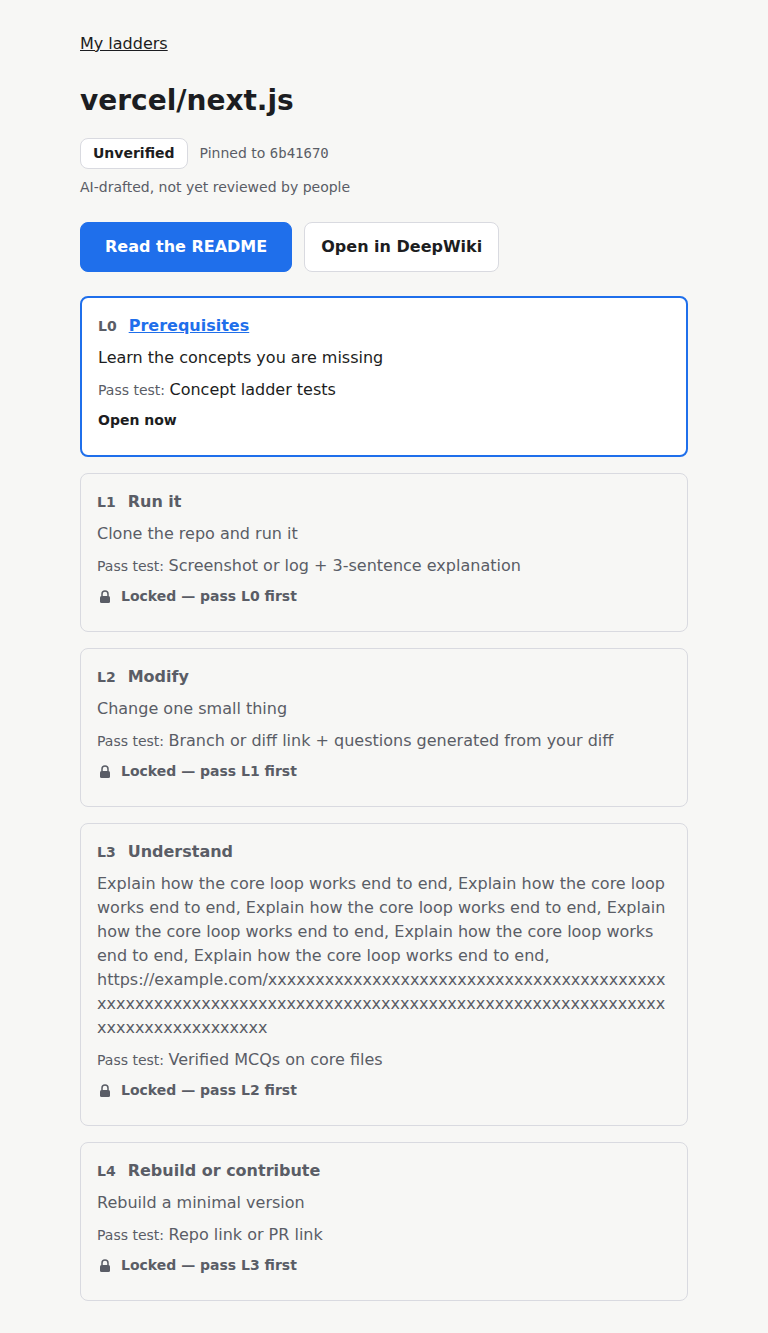 My ladders
vercel/next.js
Unverified Pinned to 6b41670
AI-drafted, not yet reviewed by people
Read the README Open in DeepWiki
L0 Prerequisites
Learn the concepts you are missing
Pass test: Concept ladder tests
Open now
L1 Run it
Clone the repo and run it
Pass test: Screenshot or log + 3-sentence explanation
Locked — pass L0 first
L2 Modify
Change one small thing
Pass test: Branch or diff link + questions generated from your diff
Locked — pass L1 first
L3 Understand
Explain how the core loop works end to end, Explain how the core loop
works end to end, Explain how the core loop works end to end, Explain
how the core loop works end to end, Explain how the core loop works
end to end, Explain how the core loop works end to end,
https://example.com/xxxxxxxxxxxxxxxxxxxxxxxxxxxxxxxxxxxxxxxxxx
xxxxxxxxxxxxxxxxxxxxxxxxxxxxxxxxxxxxxxxxxxxxxxxxxxxxxxxxxxxx
xxxxxxxxxxxxxxxxxx
Pass test: Verified MCQs on core files
Locked — pass L2 first
L4 Rebuild or contribute
Rebuild a minimal version
Pass test: Repo link or PR link
Locked — pass L3 first